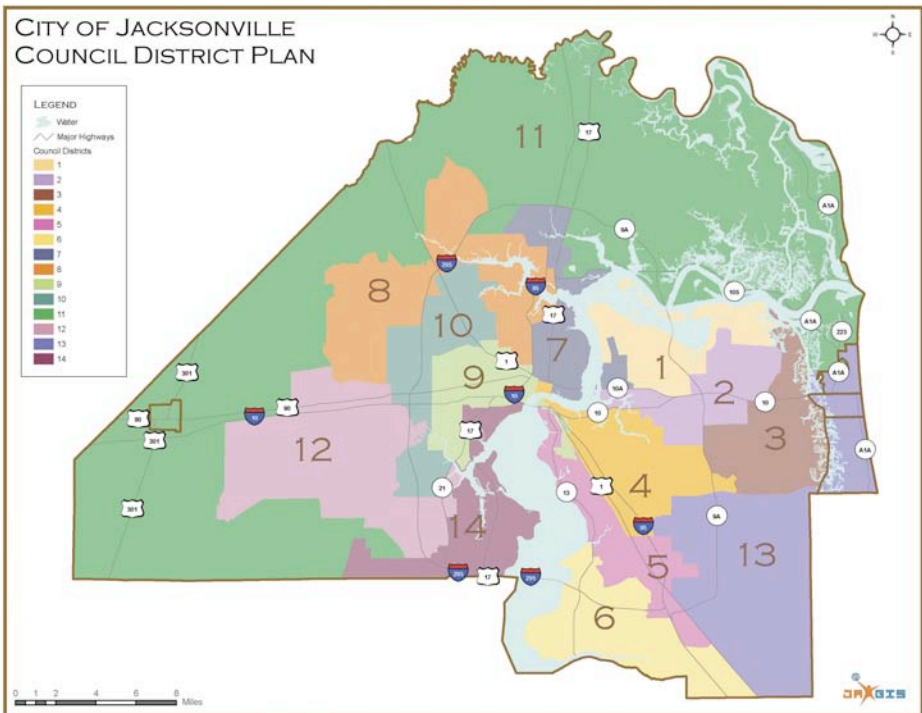 CITY OF JACKSONVILLE
COUNCIL DISTRICT PLAN
N
W E
S
LEGEND
Water
Major Highways
Council Districts
1
2
3
4
5
6
7
8
9
10
11
12
13
14
11
17
A1A
9A
295
8
95
105
10
17
A1A
223
7
1
1
301
9
2
A1A
10A
90
10
10
90
10
10
3
17
301
12
A1A
4
21
13
1
301
14
9A
95
13
5
295
17
295
6
0 1 2 4 6 8
Miles
JAXGIS